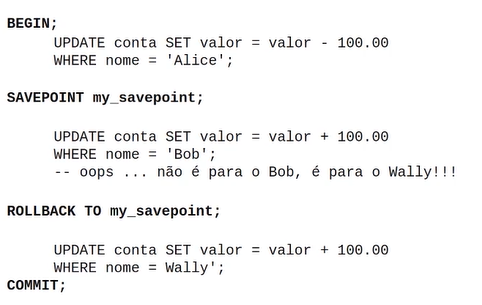 BEGIN;
UPDATE conta SET valor = valor - 100.00
WHERE nome = 'Alice';
SAVEPOINT my_savepoint;
UPDATE conta SET valor = valor + 100.00
WHERE nome = 'Bob';
-- oops ... não é para o Bob, é para o Wally!!!
ROLLBACK TO my_savepoint;
UPDATE conta SET valor = valor + 100.00
WHERE nome = Wally';
COMMIT;